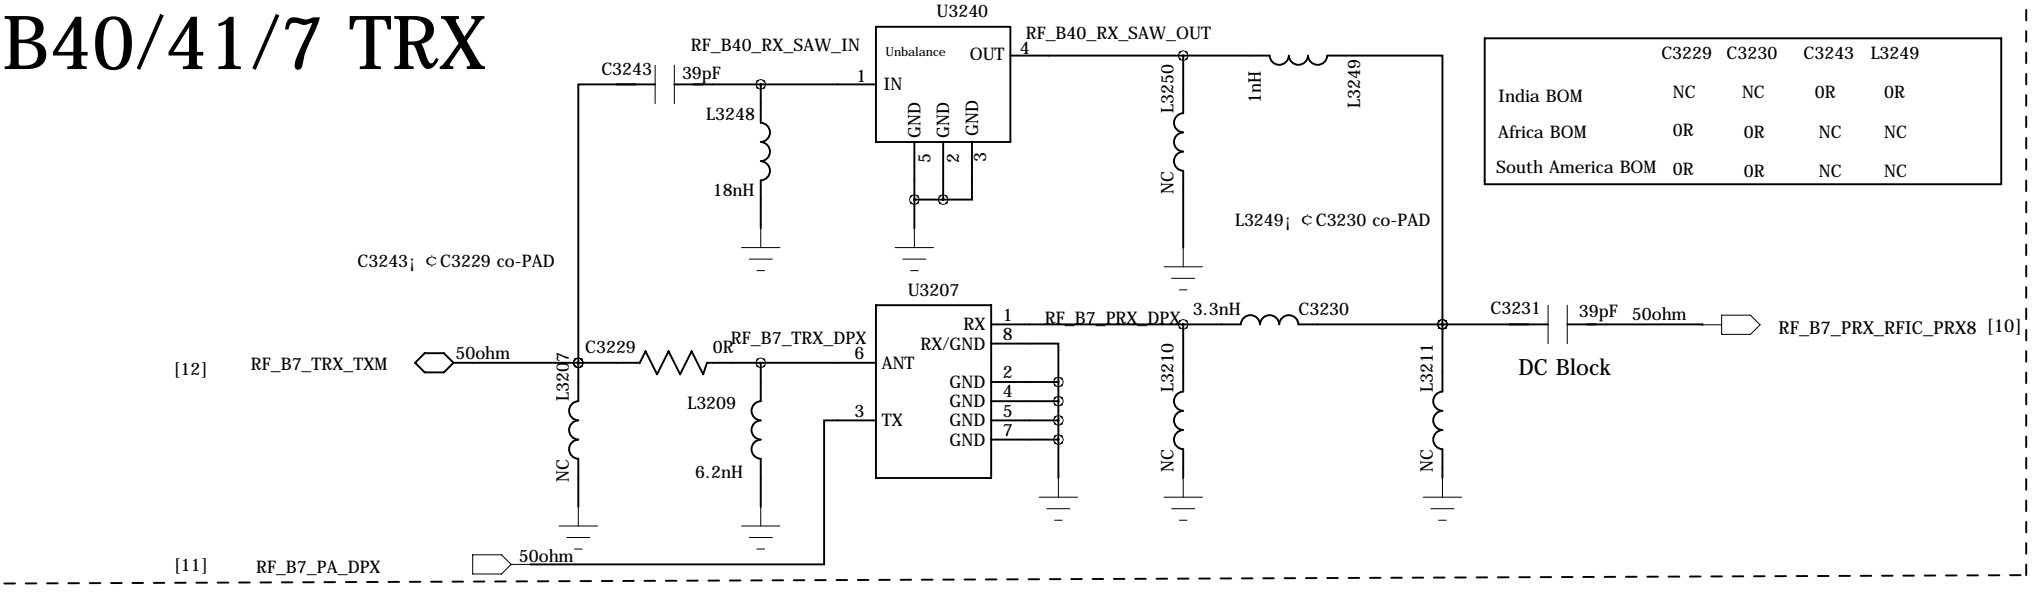 B40/41/7 TRX
U3240
RF_B40_RX_SAW_IN
Unbalance
OUT
4
RF_B40_RX_SAW_OUT
C3243
39pF
1
IN
GND
GND
GND
5
2
3
L3248
18nH
L3250
NC
1nH
L3249
C3229 C3230 C3243 L3249
India BOM NC NC 0R 0R
Africa BOM 0R 0R NC NC
South America BOM 0R 0R NC NC
L3249¡ ¢C3230 co-PAD
C3243¡ ¢C3229 co-PAD
U3207
RX
1
RF_B7_PRX_DPX
3.3nH
C3230
RX/GND
8
C3231
39pF
50ohm
RF_B7_PRX_RFIC_PRX8 [10]
DC Block
[12]
RF_B7_TRX_TXM
50ohm
L3207
NC
C3229
0R
RF_B7_TRX_DPX
6
ANT
GND
2
GND
4
GND
5
GND
7
L3209
6.2nH
3
TX
L3210
NC
L3211
NC
[11]
RF_B7_PA_DPX
50ohm